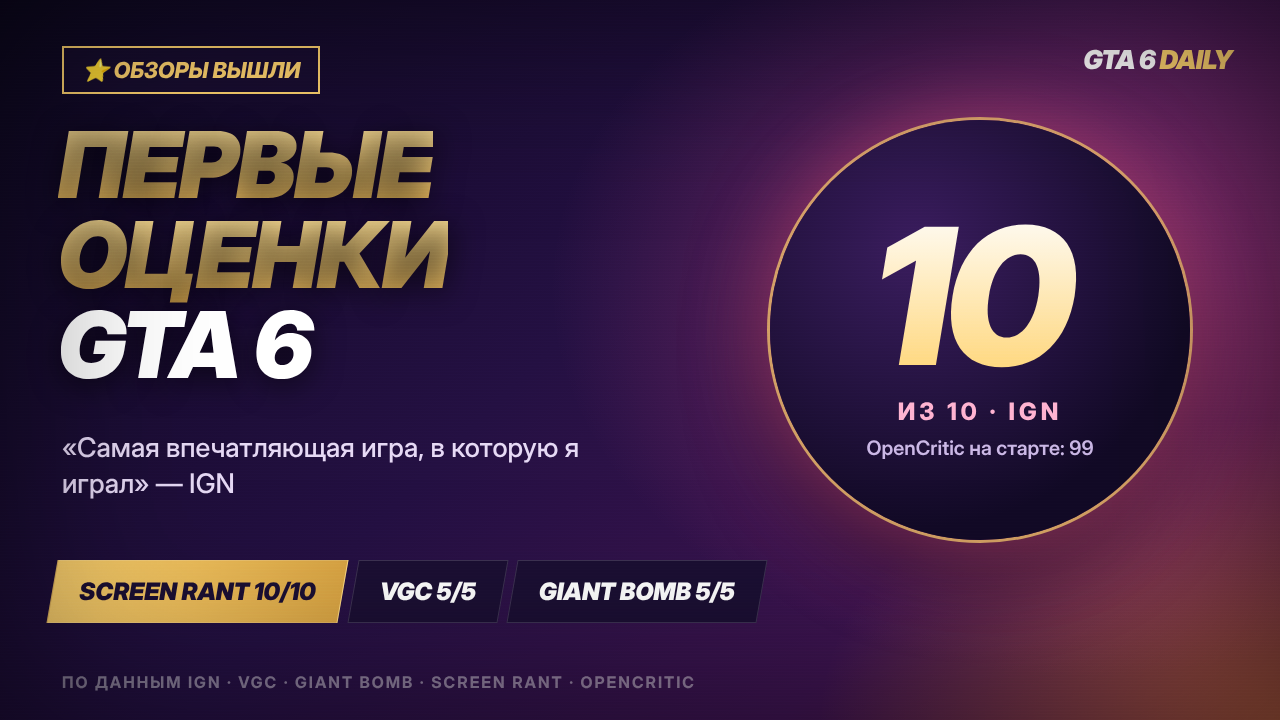 ⭐ ОБЗОРЫ ВЫШЛИ
GTA 6 DAILY
ПЕРВЫЕ
ОЦЕНКИ
GTA 6
«Самая впечатляющая игра, в которую я
играл» — IGN
10
ИЗ 10 · IGN
OpenCritic на старте: 99
SCREEN RANT 10/10
VGC 5/5
GIANT BOMB 5/5
ПО ДАННЫМ IGN · VGC · GIANT BOMB · SCREEN RANT · OPENCRITIC